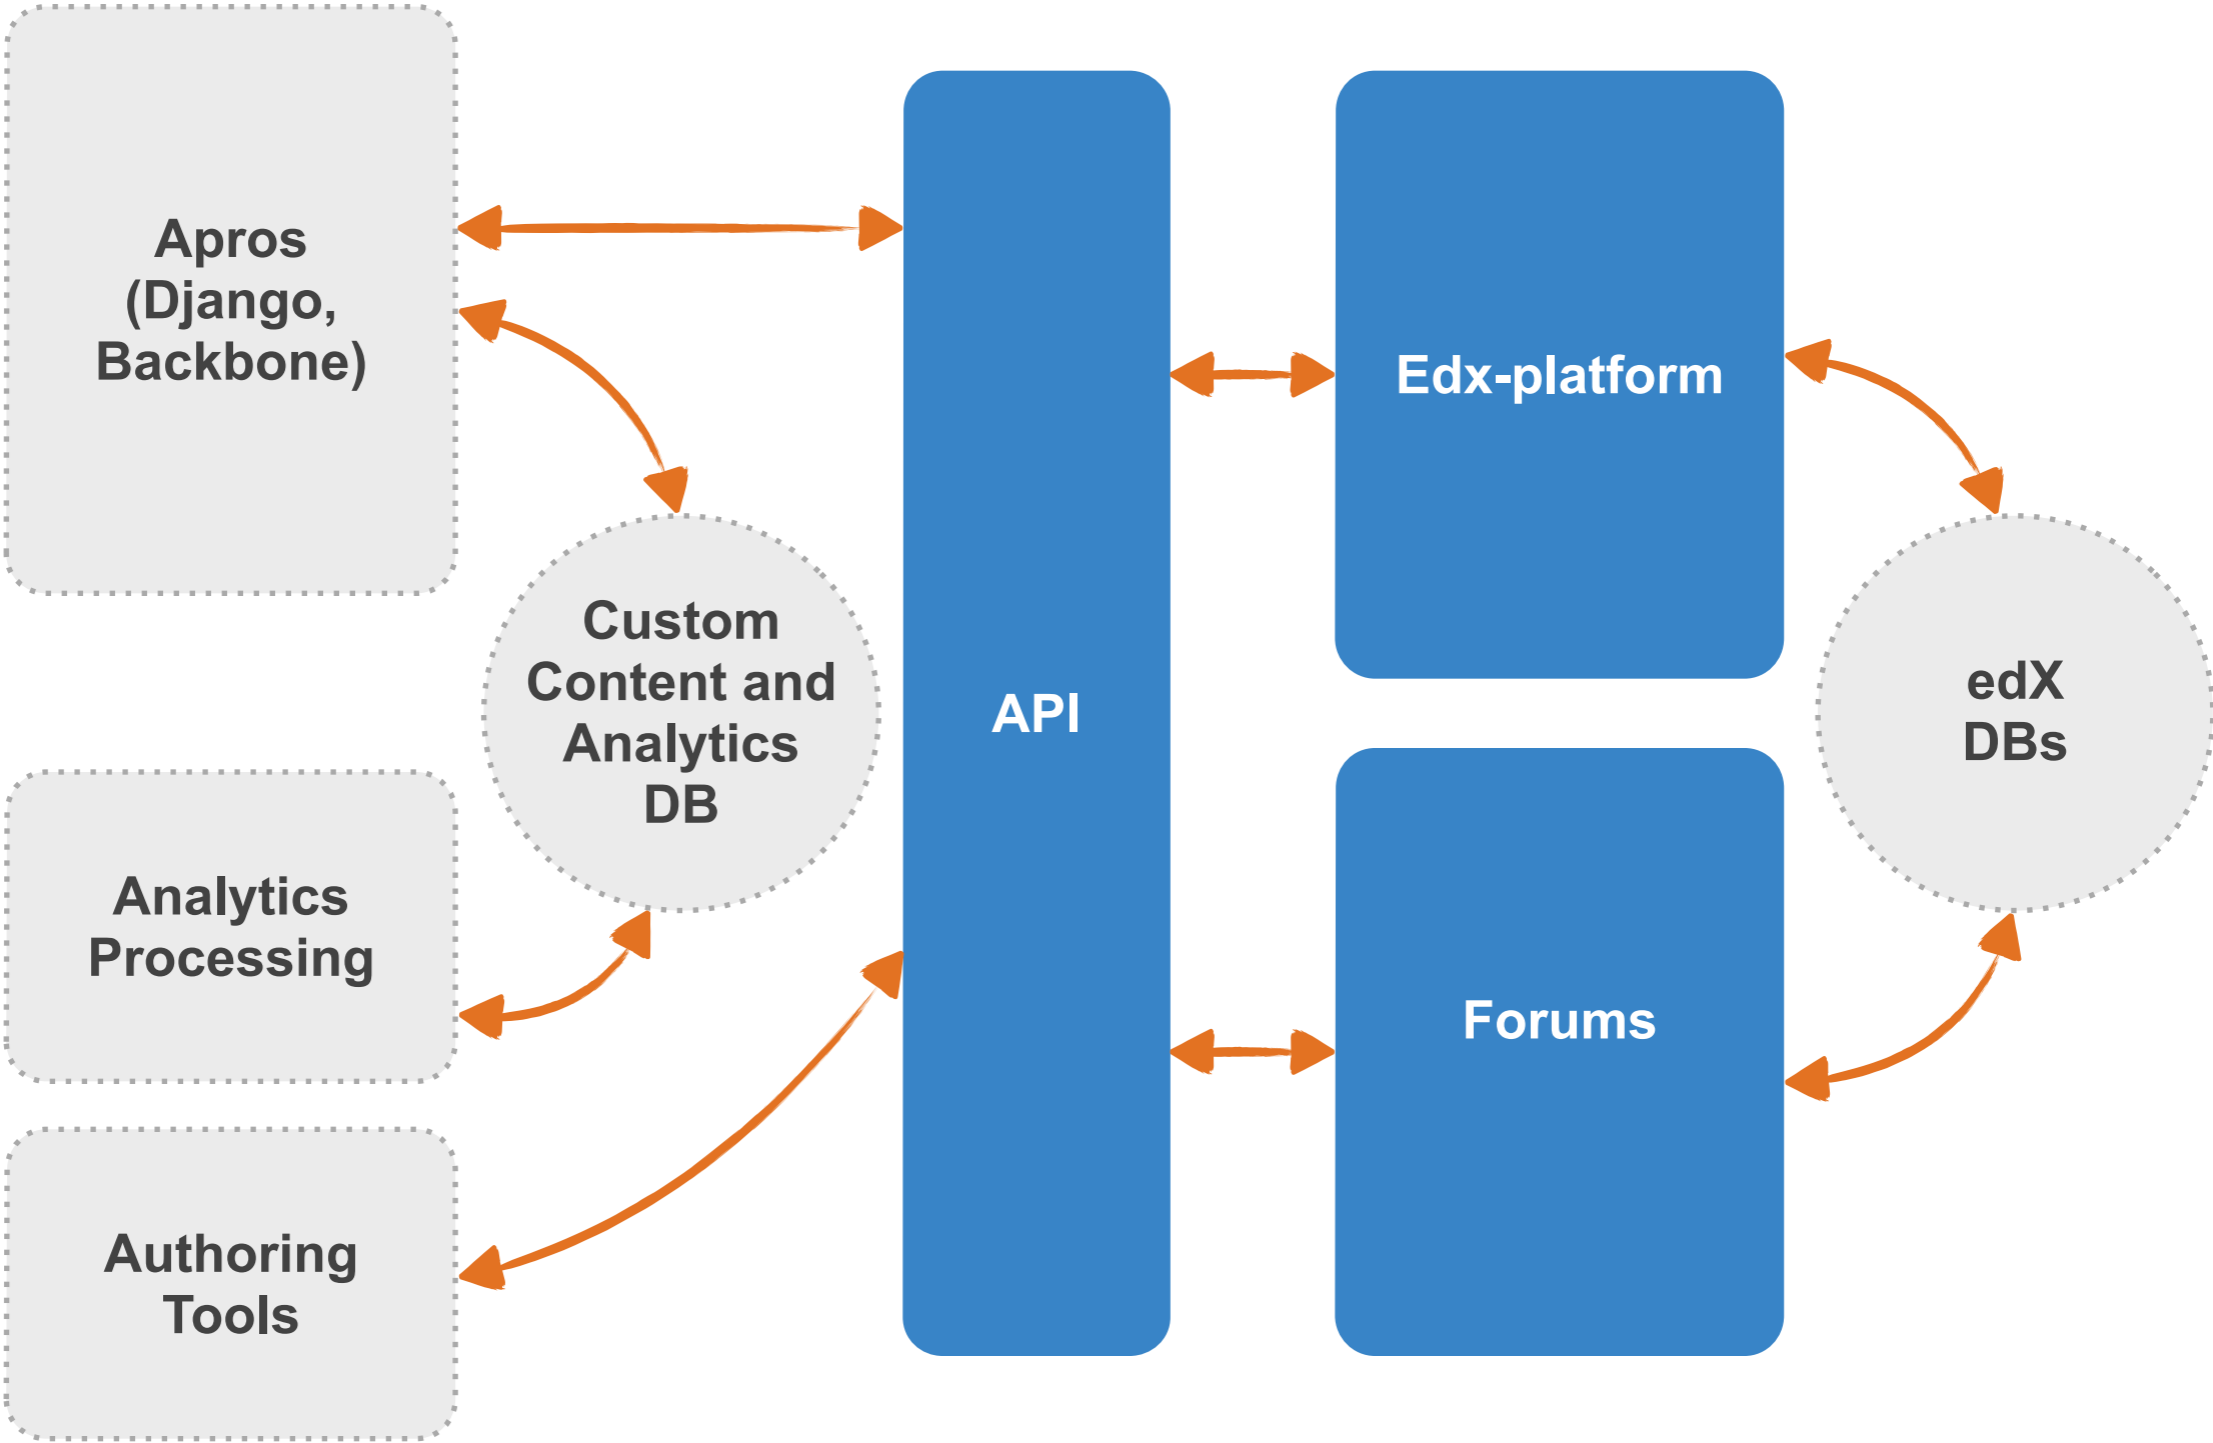 Apros
(Django,
Backbone)
Custom
Content and
Analytics
DB
Analytics
Processing
Authoring
Tools
API
Edx-platform
Forums
edX
DBs